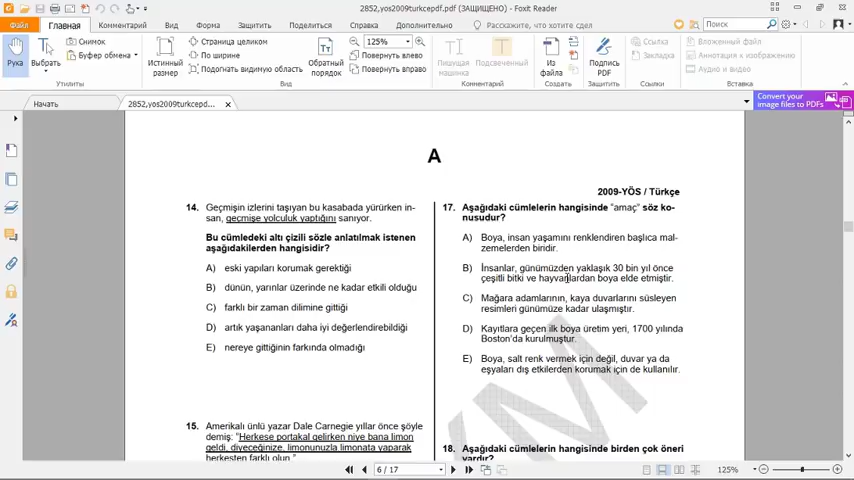 2852,yos2009turkcepdf.pdf (ЗАЩИЩЕНО) - Foxit Reader
Файл
Главная
Комментарий
Вид
Форма
Защитить
Поделиться
Справка
Дополнительно
Расскажите, что хотите сдел
Поиск
Рука
Выбрать
Снимок
Буфер обмена
Утилиты
Истинный размер
Страница целиком
По ширине
Подогнать видимую область
Обратный порядок
125%
Повернуть влево
Повернуть вправо
Вид
Пишущая машинка
Подсвеченный
Комментарий
Из файла
Создать
Подпись PDF
Защитить
Ссылка
Закладка
Ссылки
Вложенный файл
Аннотация к изображению
Аудио и видео
Вставка
Начать
2852,yos2009turkcepd...
Convert your
image files to PDFs
A
2009-YÖS / Türkçe
14. Geçmişin izlerini taşıyan bu kasabada yürürken in-
san, geçmişe yolculuk yaptığını sanıyor.
Bu cümledeki altı çizili sözle anlatılmak istenen
aşağıdakilerden hangisidir?
A) eski yapıları korumak gerektiği
B) dünün, yarınlar üzerinde ne kadar etkili olduğu
C) farklı bir zaman dilimine gittiği
D) artık yaşananları daha iyi değerlendirebildiği
E) nereye gittiğinin farkında olmadığı
15. Amerikalı ünlü yazar Dale Carnegie yıllar önce şöyle
demiş: "Herkese portakal gelirken niye bana limon
geldi, diyeceğinize, limonunuzla limonata yaparak
herkesten farklı olun."
17. Aşağıdaki cümlelerin hangisinde "amaç" söz ko-
nusudur?
A) Boya, insan yaşamını renklendiren başlıca mal-
zemelerden biridir.
B) İnsanlar, günümüzden yaklaşık 30 bin yıl önce
çeşitli bitki ve hayvanlardan boya elde etmiştir.
C) Mağara adamlarının, kaya duvarlarını süsleyen
resimleri günümüze kadar ulaşmıştır.
D) Kayıtlara geçen ilk boya üretim yeri, 1700 yılında
Boston'da kurulmuştur.
E) Boya, salt renk vermek için değil, duvar ya da
eşyaları dış etkilerden korumak için de kullanılır.
18. Aşağıdaki cümlelerin hangisinde birden çok öneri
vardır?
6 / 17
125%